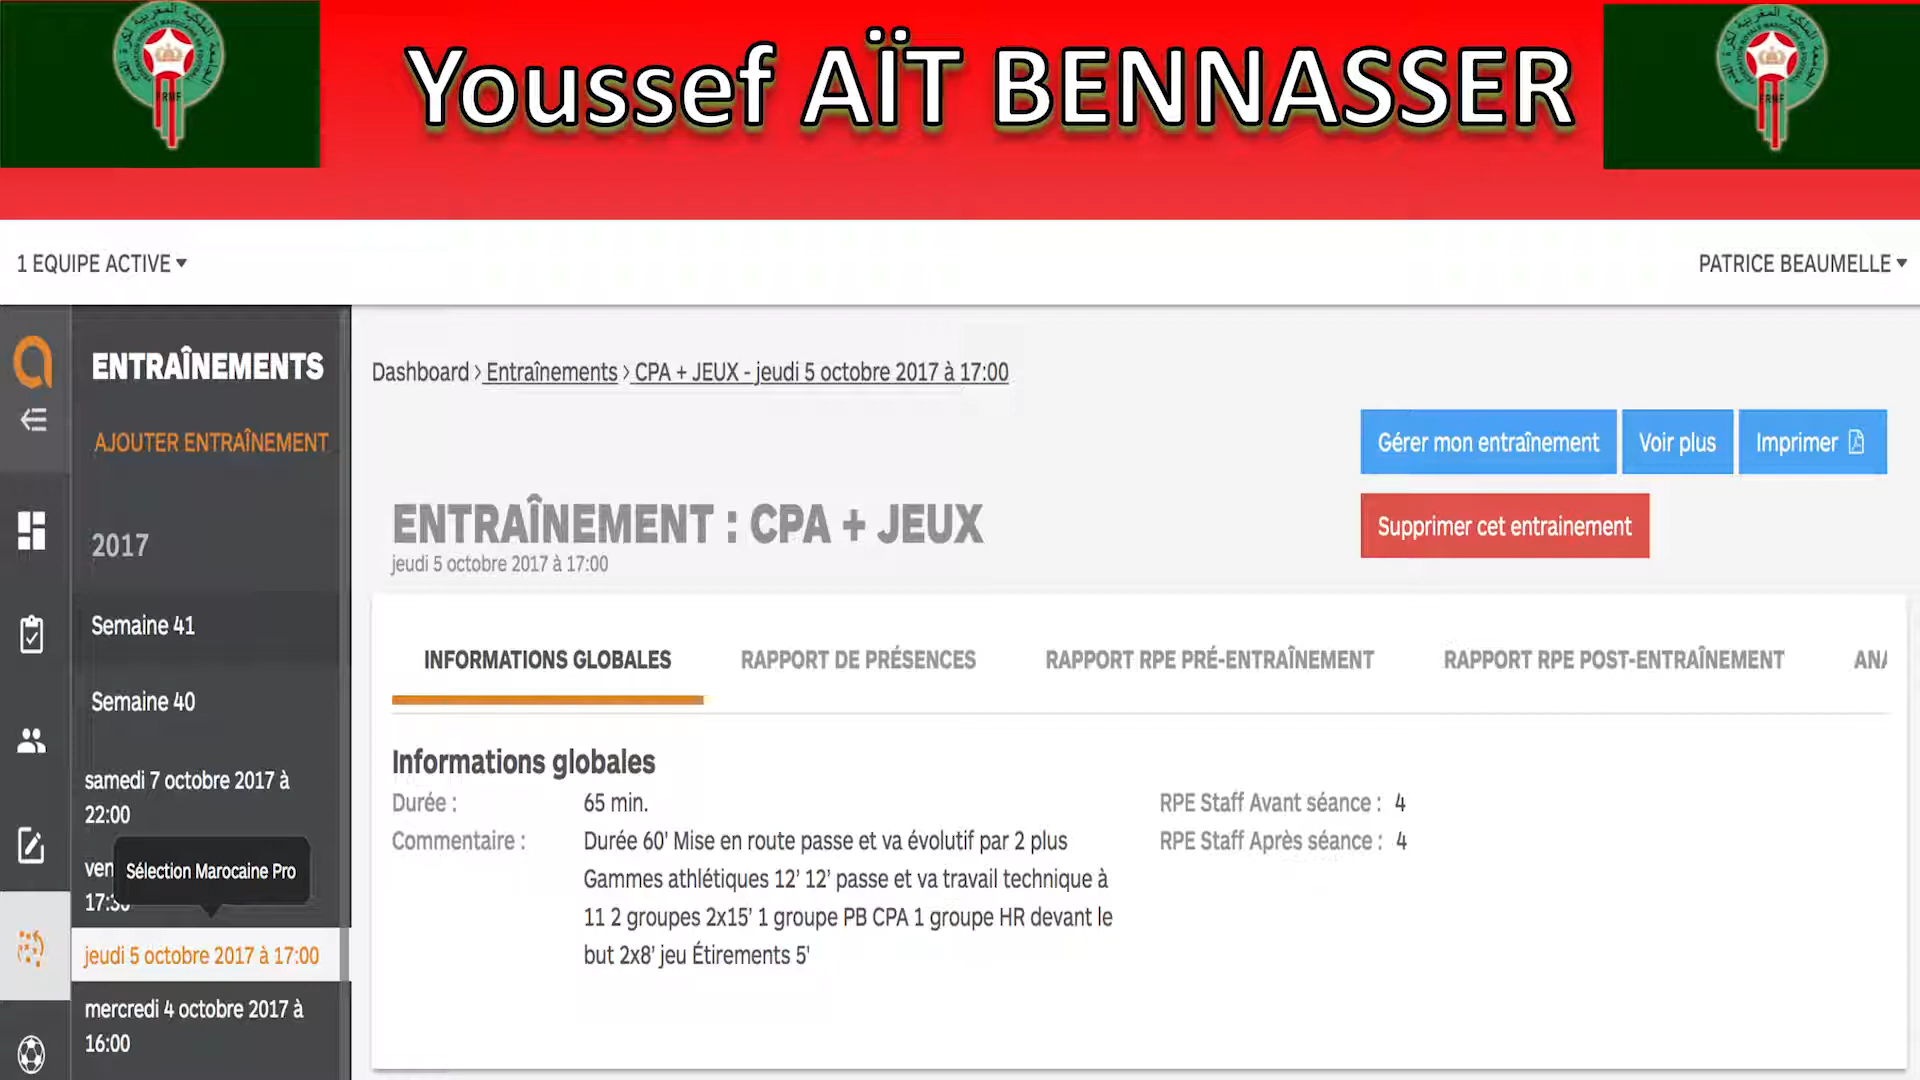 Youssef AÏT BENNASSER
FRMF
FRMF
1 EQUIPE ACTIVE
PATRICE BEAUMELLE
ENTRAÎNEMENTS
AJOUTER ENTRAÎNEMENT
2017
Semaine 41
Semaine 40
samedi 7 octobre 2017 à
22:00
ven
Sélection Marocaine Pro
jeudi 5 octobre 2017 à 17:00
mercredi 4 octobre 2017 à
16:00
Dashboard › Entraînements › CPA + JEUX - jeudi 5 octobre 2017 à 17:00
Gérer mon entraînement
Voir plus
Imprimer
Supprimer cet entrainement
ENTRAÎNEMENT : CPA + JEUX
jeudi 5 octobre 2017 à 17:00
INFORMATIONS GLOBALES
RAPPORT DE PRÉSENCES
RAPPORT RPE PRÉ-ENTRAÎNEMENT
RAPPORT RPE POST-ENTRAÎNEMENT
Informations globales
Durée : 65 min.
Commentaire : Durée 60' Mise en route passe et va évolutif par 2 plus
Gammes athlétiques 12’ 12’ passe et va travail technique à
11 2 groupes 2x15’ 1 groupe PB CPA 1 groupe HR devant le
but 2x8’ jeu Étirements 5'
RPE Staff Avant séance : 4
RPE Staff Après séance : 4